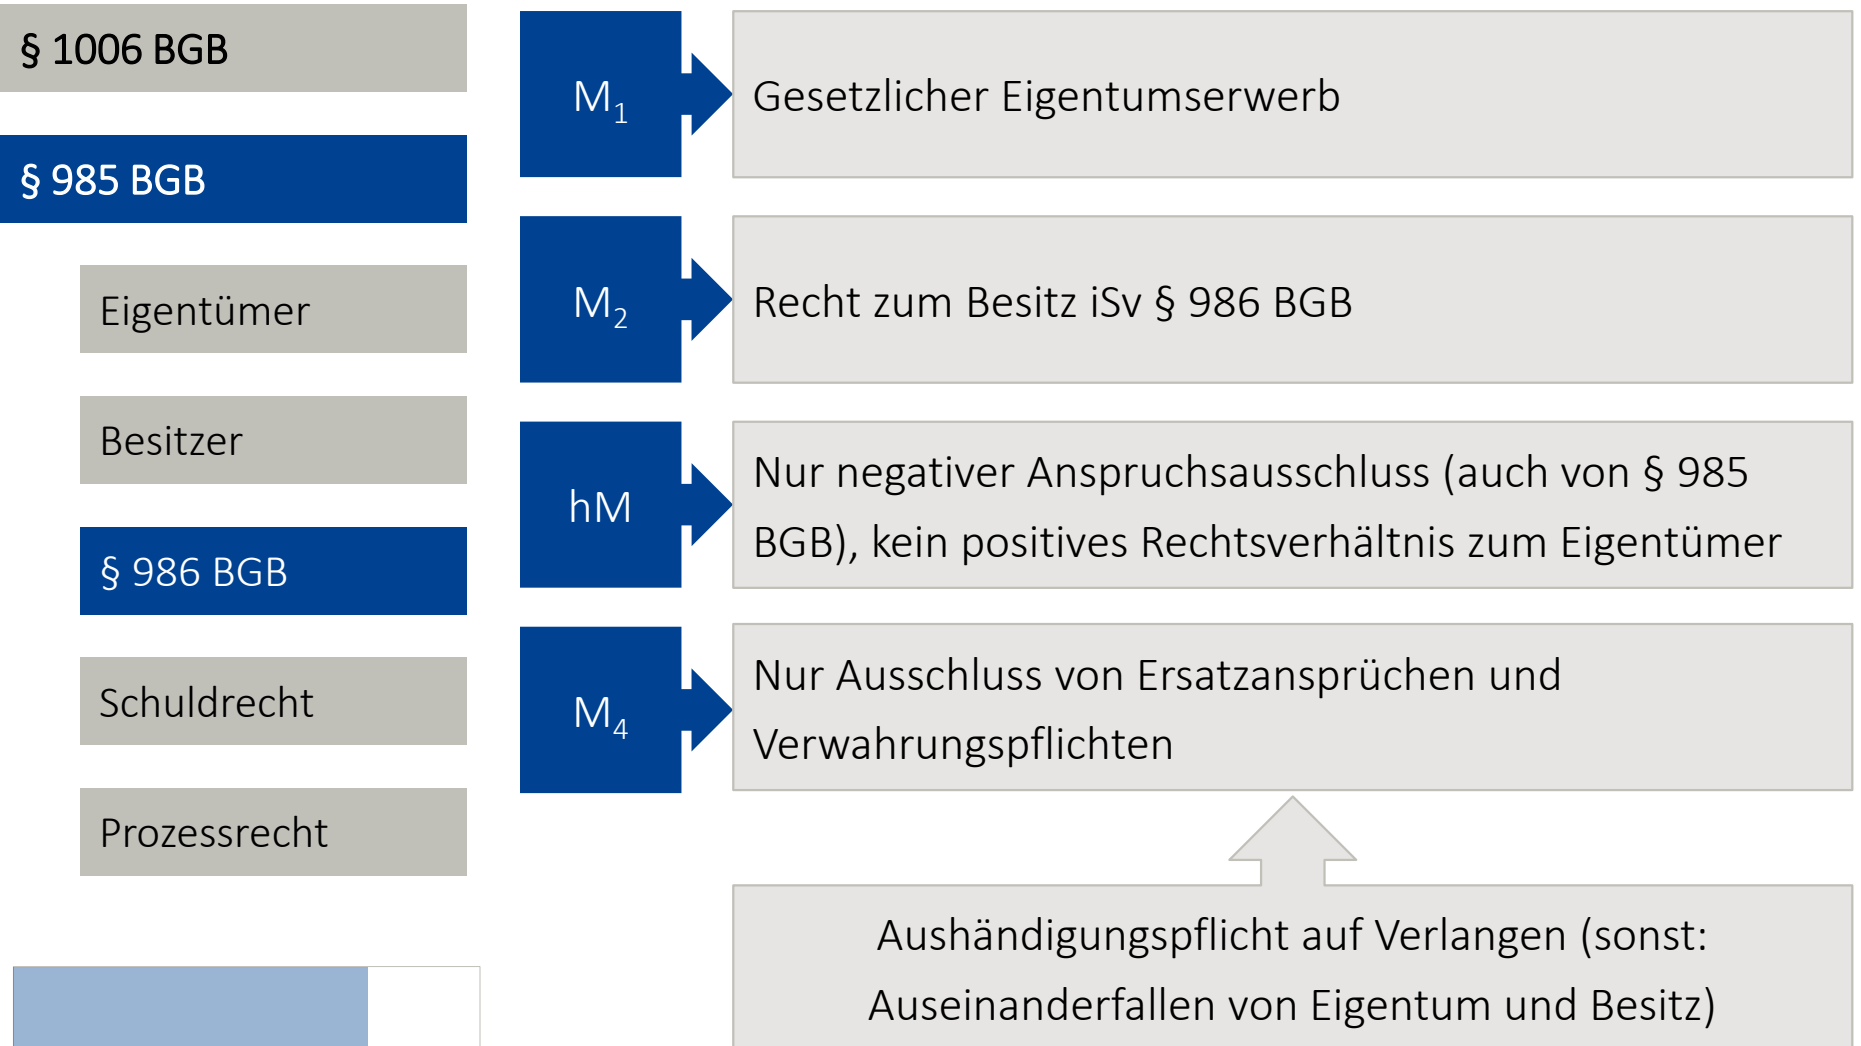 § 1006 BGB
§ 985 BGB
Eigentümer
Besitzer
§ 986 BGB
Schuldrecht
Prozessrecht
M₁
Gesetzlicher Eigentumserwerb
M₂
Recht zum Besitz iSv § 986 BGB
hM
Nur negativer Anspruchsausschluss (auch von § 985
BGB), kein positives Rechtsverhältnis zum Eigentümer
M₄
Nur Ausschluss von Ersatzansprüchen und
Verwahrungspflichten
Aushändigungspflicht auf Verlangen (sonst:
Auseinanderfallen von Eigentum und Besitz)